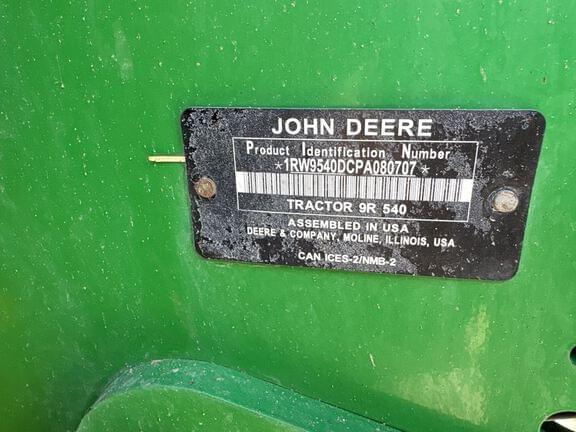 JOHN DEERE
Product Identification Number
*1RW9540DCPA080707*
TRACTOR 9R 540
ASSEMBLED IN USA
DEERE & COMPANY, MOLINE, ILLINOIS, USA
CAN ICES-2/NMB-2